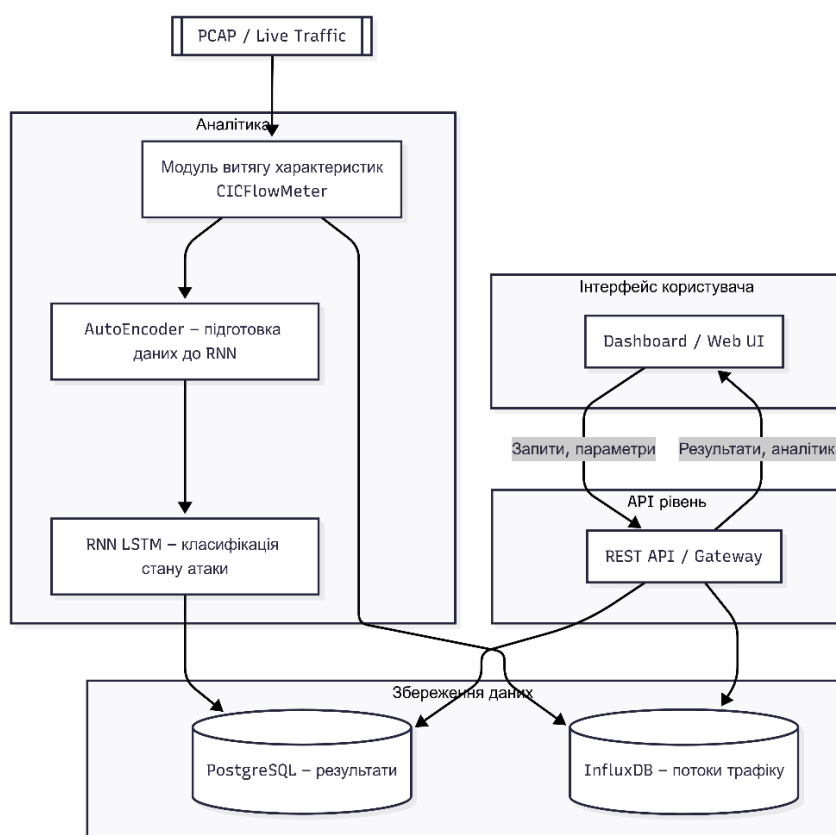 PCAP / Live Traffic
Аналітика
Модуль витягу характеристик
CICFlowMeter
AutoEncoder – підготовка
даних до RNN
RNN LSTM – класифікація
стану атаки
Інтерфейс користувача
Dashboard / Web UI
Запити, параметри
Результати, аналітик
API рівень
REST API / Gateway
Збереження даних
PostgreSQL – результати
InfluxDB – потоки трафіку